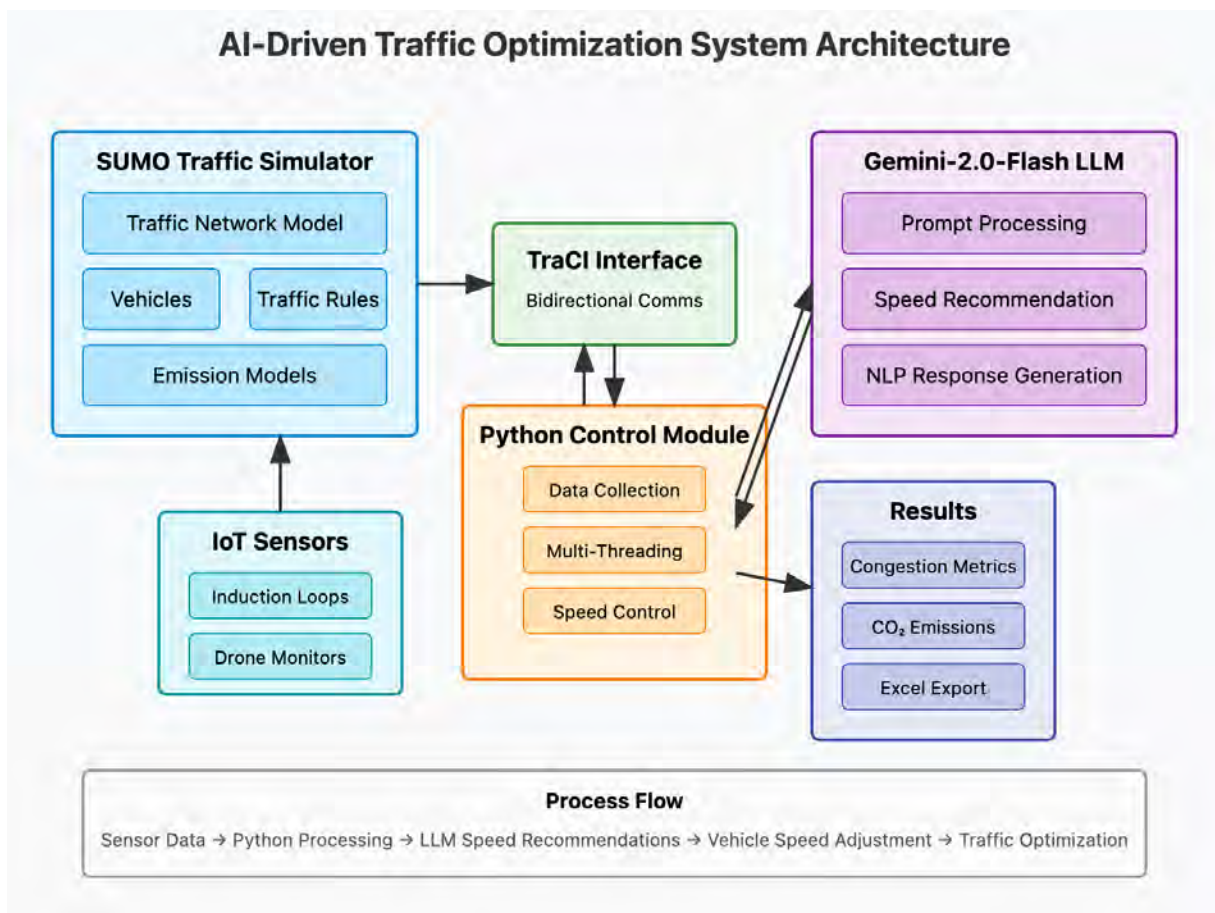 AI-Driven Traffic Optimization System Architecture
SUMO Traffic Simulator
Traffic Network Model
Vehicles
Traffic Rules
Emission Models
TraCI Interface
Bidirectional Comms
Gemini-2.0-Flash LLM
Prompt Processing
Speed Recommendation
NLP Response Generation
IoT Sensors
Induction Loops
Drone Monitors
Python Control Module
Data Collection
Multi-Threading
Speed Control
Results
Congestion Metrics
CO₂ Emissions
Excel Export
Process Flow
Sensor Data → Python Processing → LLM Speed Recommendations → Vehicle Speed Adjustment → Traffic Optimization